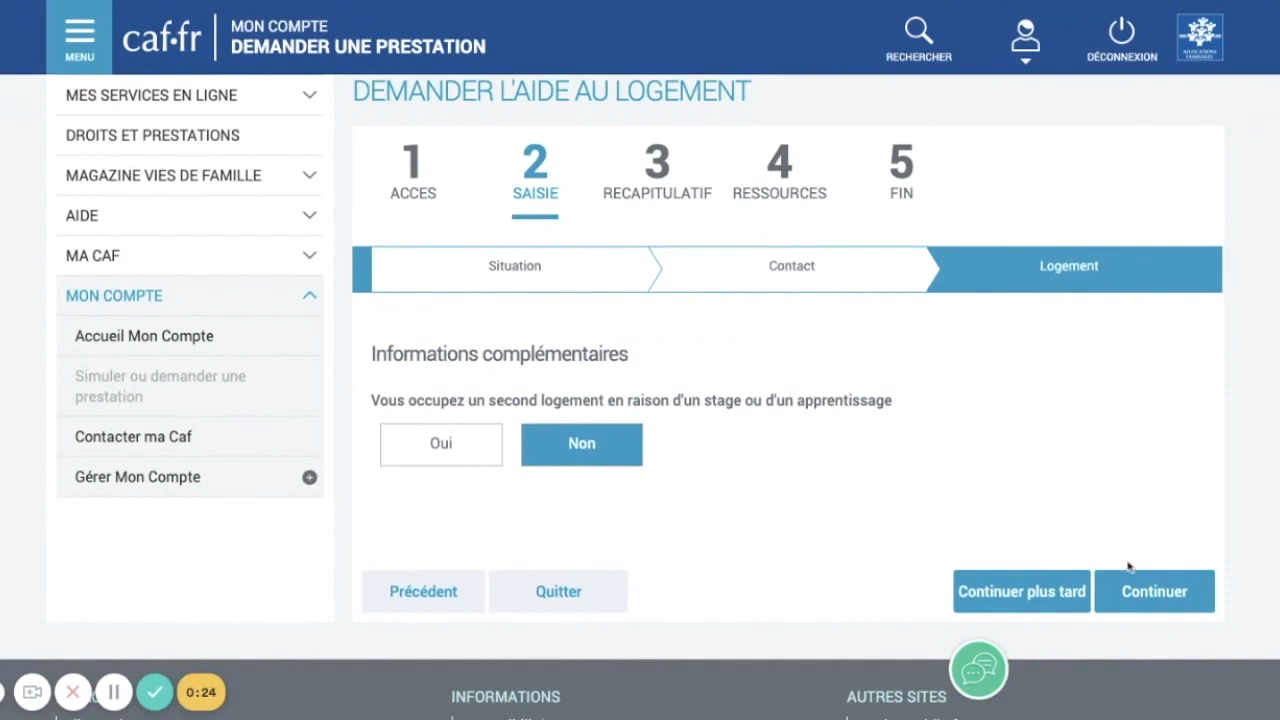 MENU
caf·fr
MON COMPTE
DEMANDER UNE PRESTATION
RECHERCHER
DÉCONNEXION
ALLOCATIONS
FAMILIALES
MES SERVICES EN LIGNE
DROITS ET PRESTATIONS
MAGAZINE VIES DE FAMILLE
AIDE
MA CAF
MON COMPTE
Accueil Mon Compte
Simuler ou demander une
prestation
Contacter ma Caf
Gérer Mon Compte
DEMANDER L'AIDE AU LOGEMENT
1 2 3 4 5
ACCES SAISIE RECAPITULATIF RESSOURCES FIN
Situation Contact Logement
Informations complémentaires
Vous occupez un second logement en raison d'un stage ou d'un apprentissage
Oui Non
Précédent Quitter Continuer plus tard Continuer
0:24
INFORMATIONS
AUTRES SITES